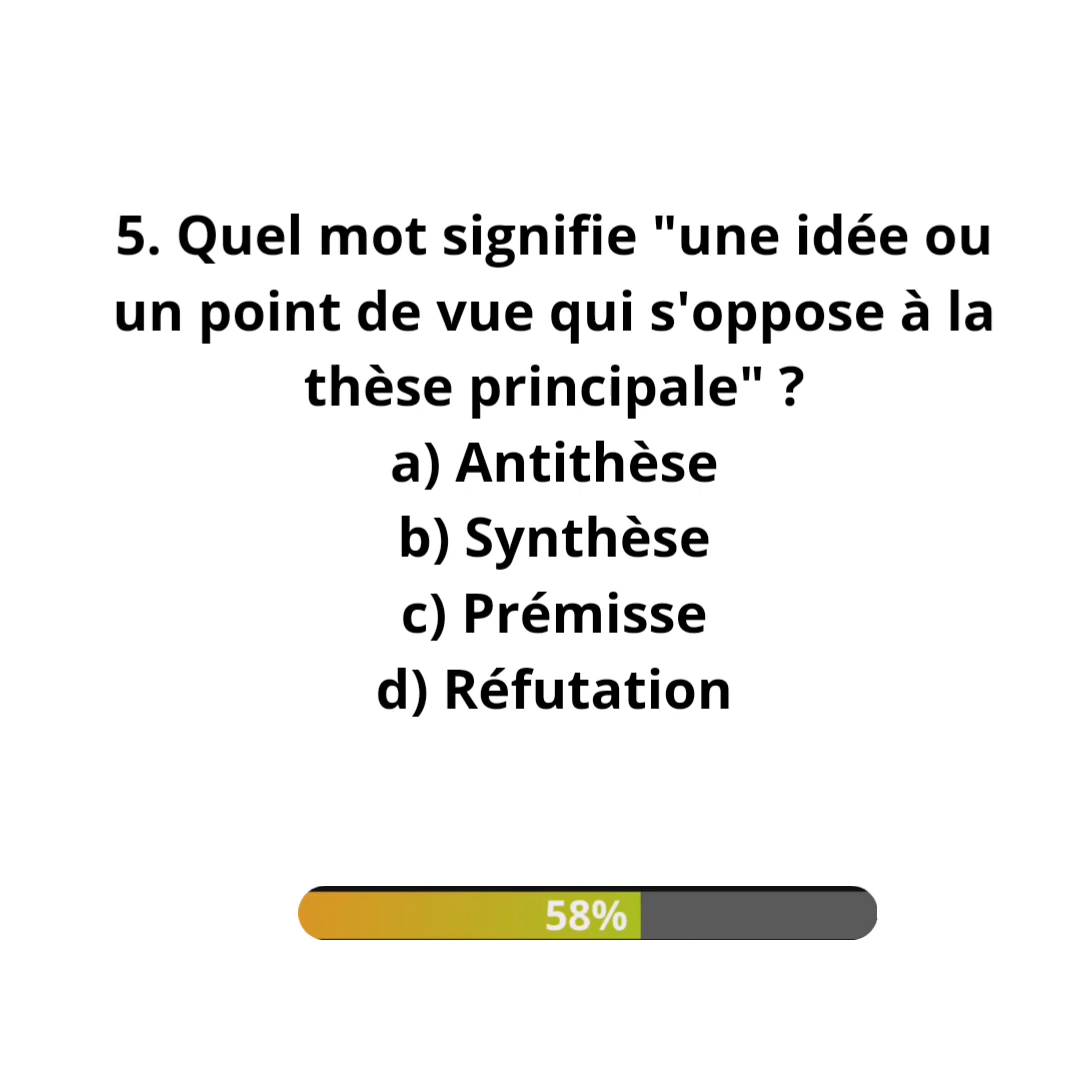 5. Quel mot signifie "une idée ou
un point de vue qui s'oppose à la
thèse principale" ?
a) Antithèse
b) Synthèse
c) Prémisse
d) Réfutation
58%